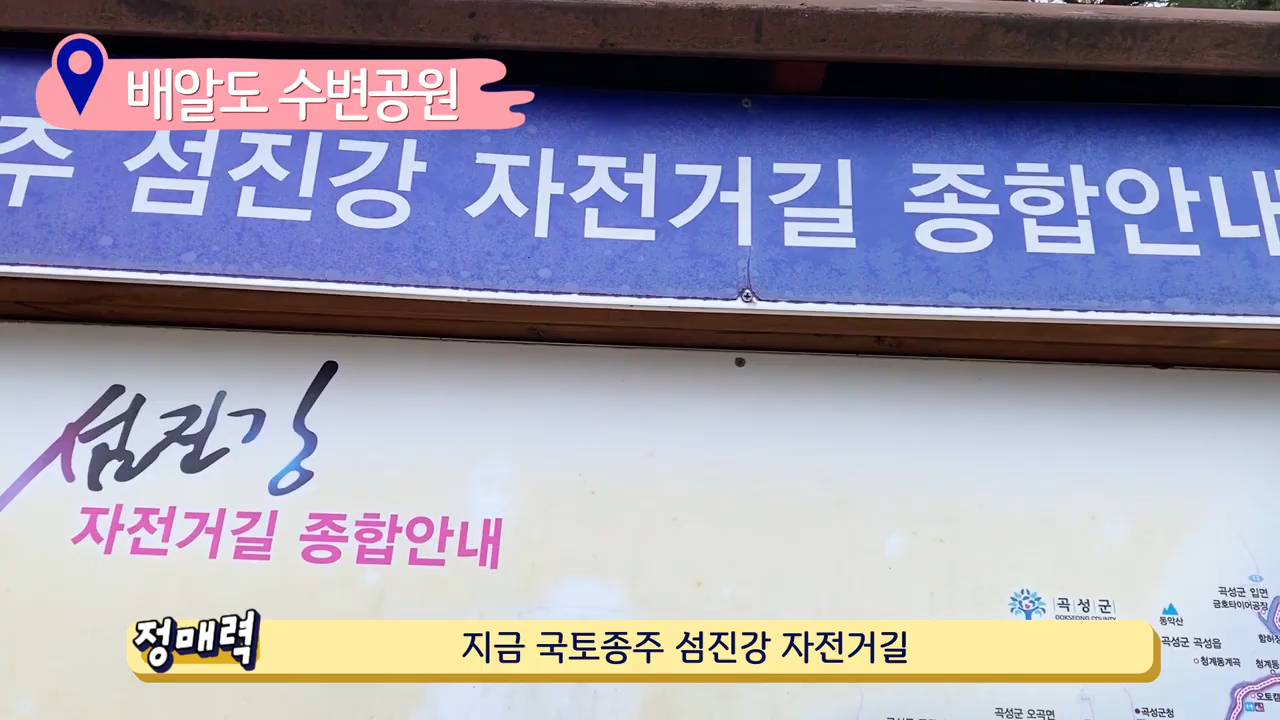 배알도 수변공원
주 섬진강 자전거길 종합안내
섬진강
자전거길 종합안내
곡성군
GOKSEONG COUNTY
동악산
곡성군 입면
금호타이어공장
곡성군 곡성읍
청계동계곡
정매력
지금 국토종주 섬진강 자전거길
곡성군 오곡면
곡성군청